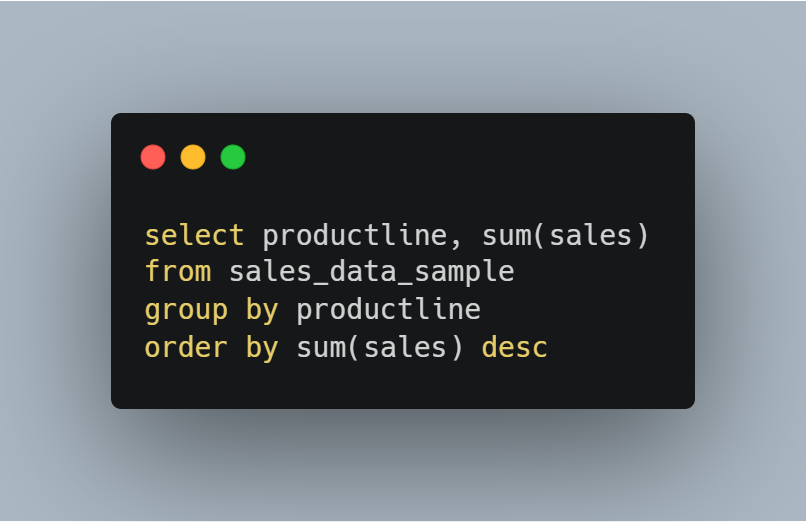 select productline, sum(sales)
from sales_data_sample
group by productline
order by sum(sales) desc